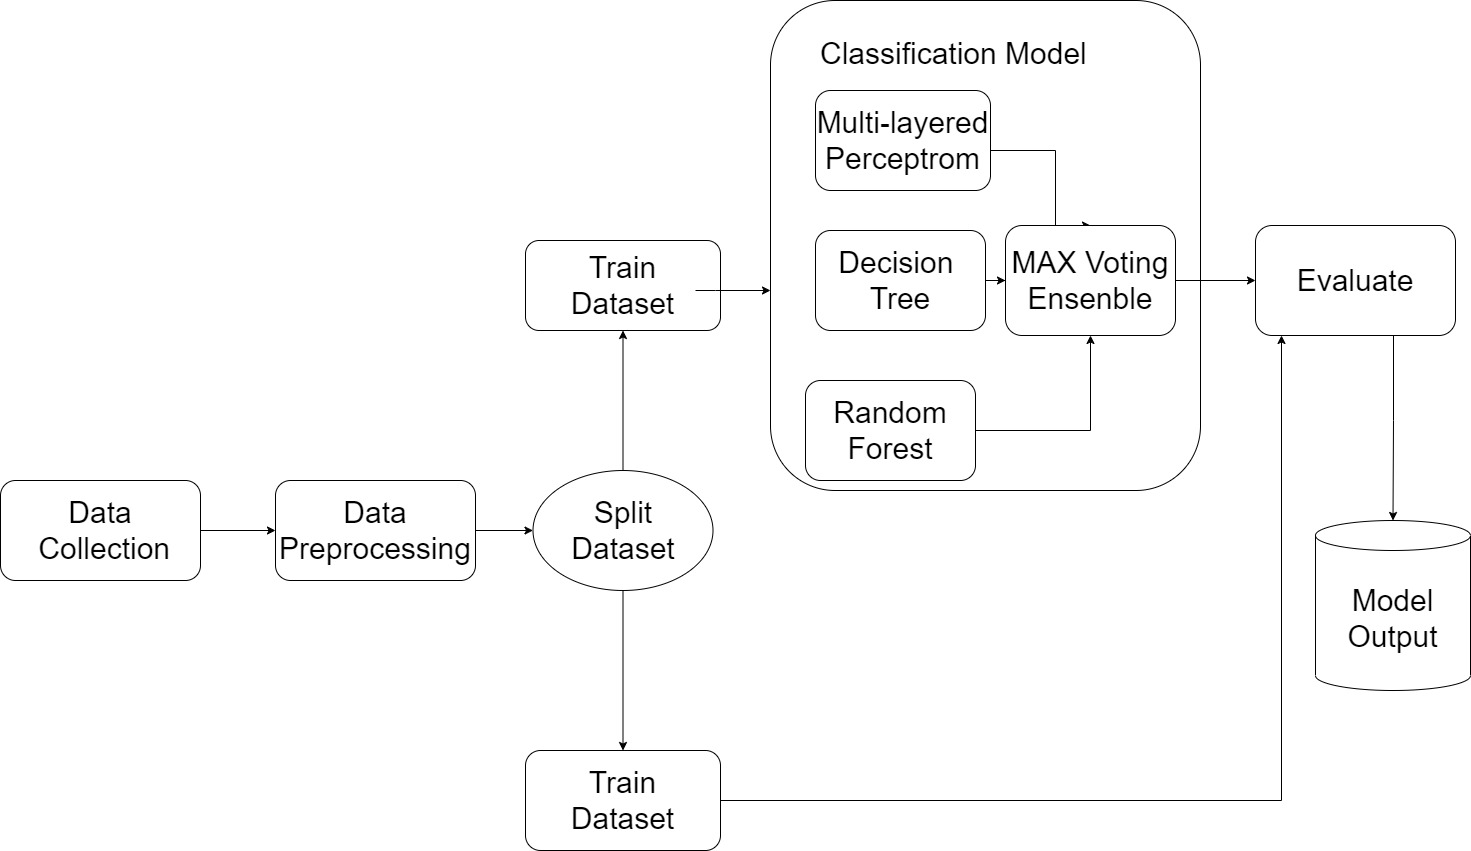 Classification Model
Multi-layered
Perceptrom
Decision
Tree
MAX Voting
Ensenble
Random
Forest
Train
Dataset
Evaluate
Data
Collection
Data
Preprocessing
Split
Dataset
Model
Output
Train
Dataset